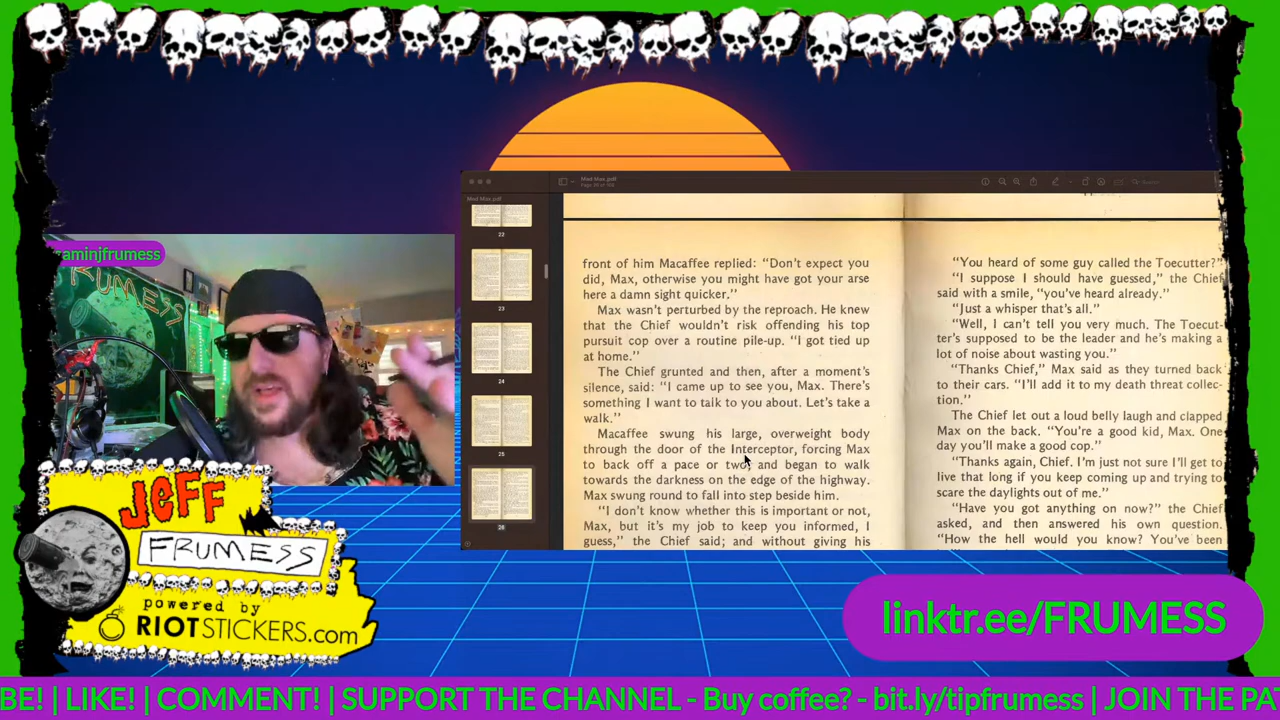 Mad Max.pdf
Mad Max.pdf
22
23
24
25
26
aminjfrumess
FRUMESS
front of him Macaffee replied: “Don’t expect you
did, Max, otherwise you might have got your arse
here a damn sight quicker.”
Max wasn’t perturbed by the reproach. He knew
that the Chief wouldn’t risk offending his top
pursuit cop over a routine pile-up. “I got tied up
at home.”
The Chief grunted and then, after a moment’s
silence, said: “I came up to see you, Max. There’s
something I want to talk to you about. Let’s take a
walk.”
Macaffee swung his large, overweight body
through the door of the Interceptor, forcing Max
to back off a pace or two, and began to walk
towards the darkness on the edge of the highway.
Max swung round to fall into step beside him.
“I don’t know whether this is important or not,
Max, but it’s my job to keep you informed, I
guess,” the Chief said; and without giving his
“You heard of some guy called the Toecutter?”
“I suppose I should have guessed,” the Chief
said with a smile, “you’ve heard already.”
“Just a whisper that’s all.”
“Well, I can’t tell you very much. The Toecut-
ter’s supposed to be the leader and he’s making a
lot of noise about wasting you.”
“Thanks Chief,” Max said as they turned back
to their cars. “I’ll add it to my death threat collec-
tion.”
The Chief let out a loud belly laugh and clapped
Max on the back. “You’re a good kid, Max. One
day you’ll make a good cop.”
“Thanks again, Chief. I’m just not sure I’ll get to
live that long if you keep coming up and trying to
scare the daylights out of me.”
“Have you got anything on now?” the Chief
asked, and then answered his own question.
“How the hell would you know? You’ve been
JEFF
FRUMESS
powered by
RIOTSTICKERS.com
linktr.ee/FRUMESS
BE! | LIKE! | COMMENT! | SUPPORT THE CHANNEL - Buy coffee? - bit.ly/tipfrumess | JOIN THE PAT